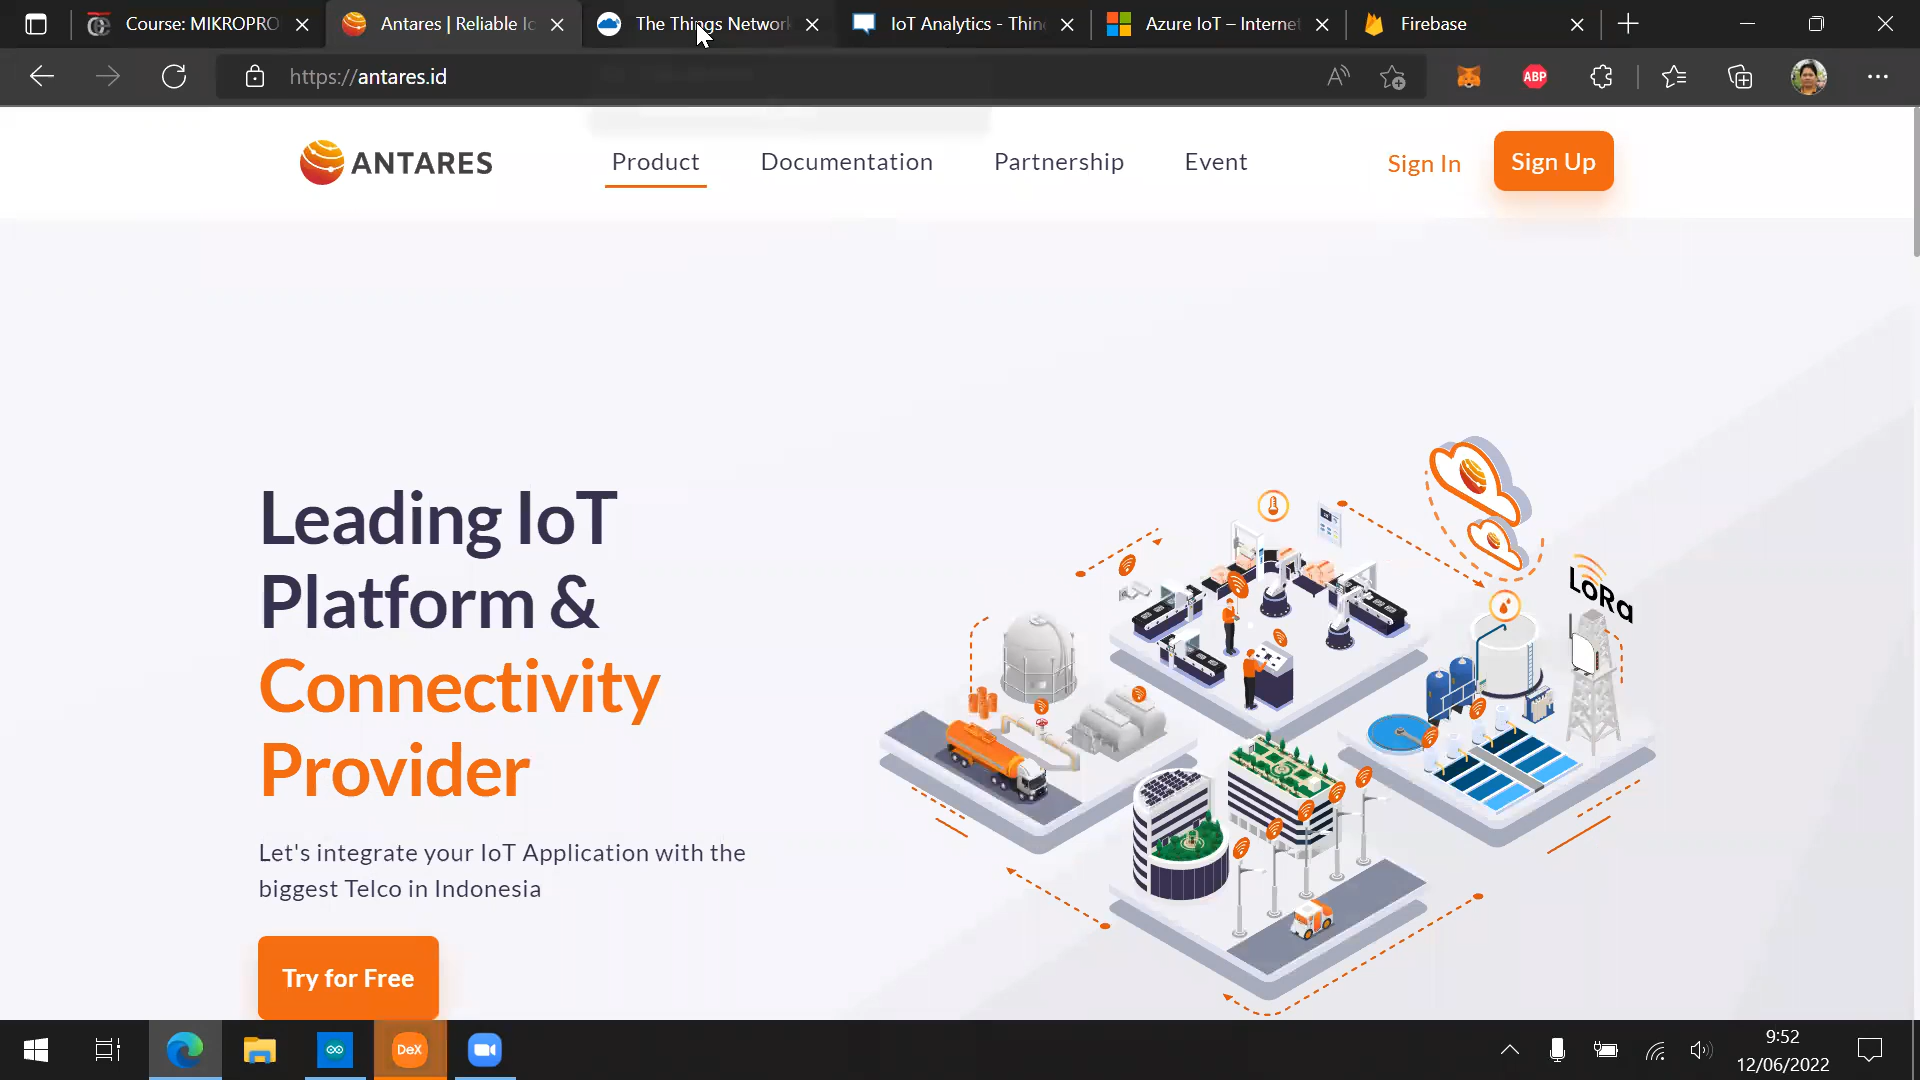 Course: MIKROPRO
Antares | Reliable Io
The Things Network
IoT Analytics - Thin
Azure IoT – Internet
Firebase
https://antares.id
A
ABP
ANTARES
Product
Documentation
Partnership
Event
Sign In
Sign Up
Leading IoT
Platform &
Connectivity
Provider
Let's integrate your IoT Application with the
biggest Telco in Indonesia
Try for Free
LoRa
DeX
9:52
12/06/2022